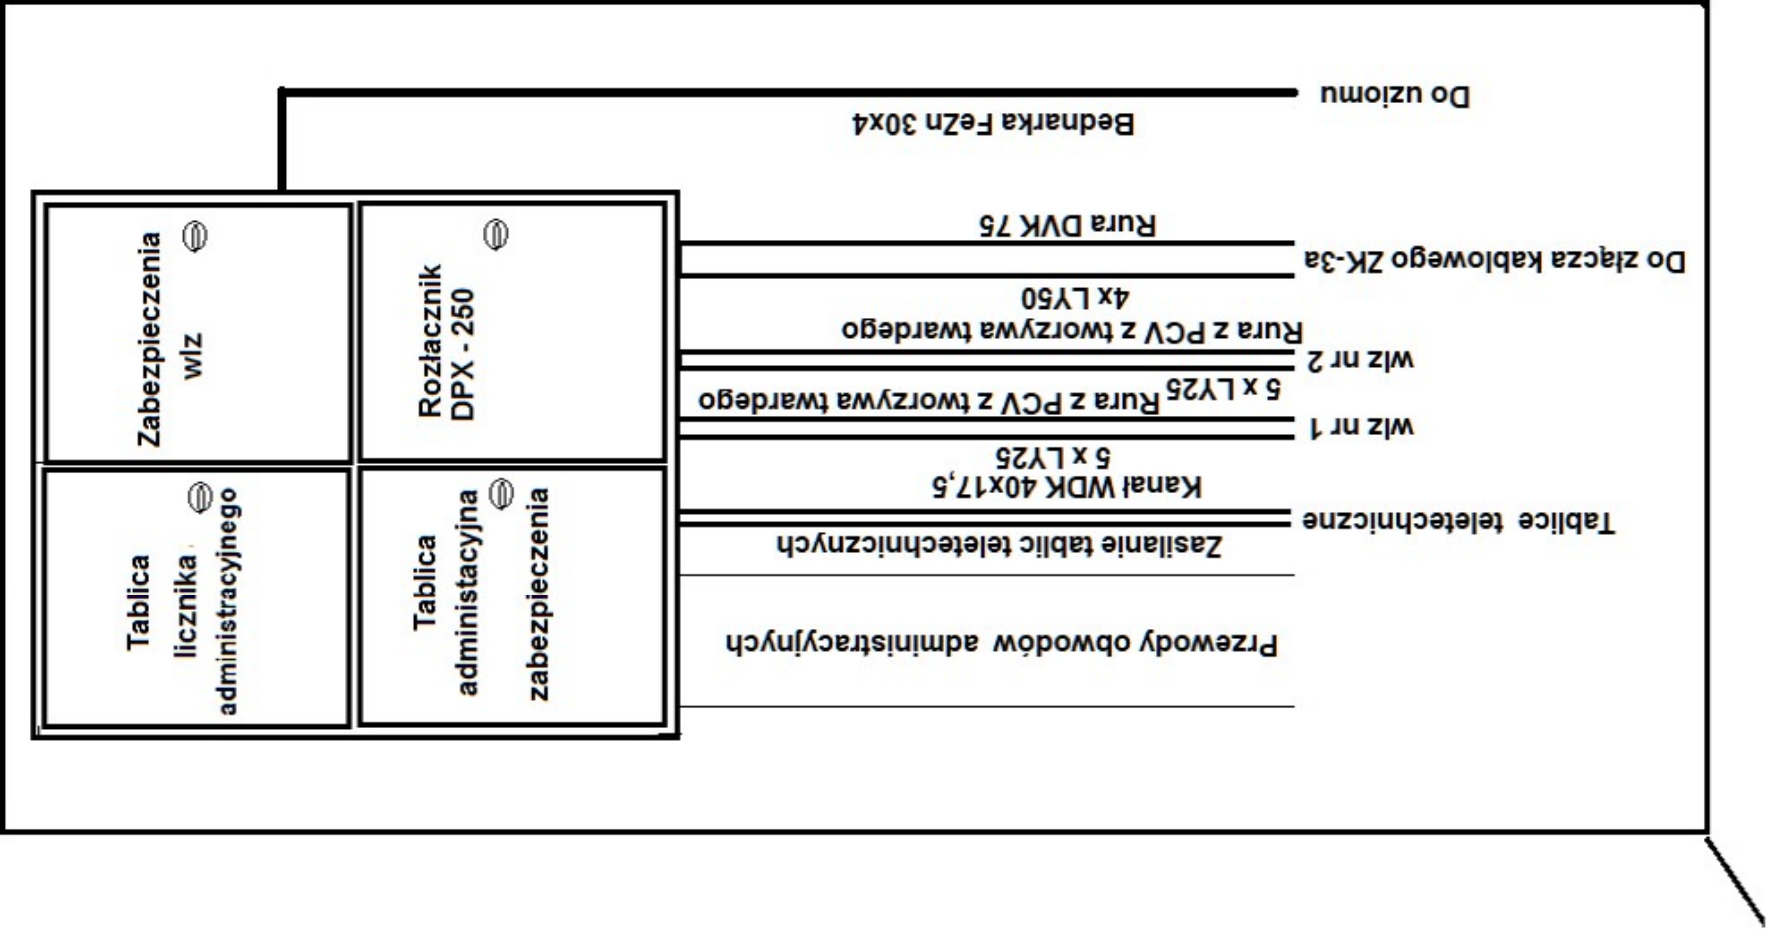 Do uziomu
Bednarka FeZn 30x4
Rura DVK 75
Do złącza kablowego ZK-3a
4x LY50
Rura z PCV z tworzywa twardego
wlz nr 2
5 x LY25
Rura z PCV z tworzywa twardego
wlz nr 1
5 x LY25
Kanał WDK 40x17,5
Tablice teletechniczne
Zasilanie tablic teletechnicznych
Przewody obwodów administracyjnych
Zabezpieczenia
wlz
Rozłacznik
DPX - 250
Tablica
licznika
administracyjnego
Tablica
administacyjna
zabezpieczenia